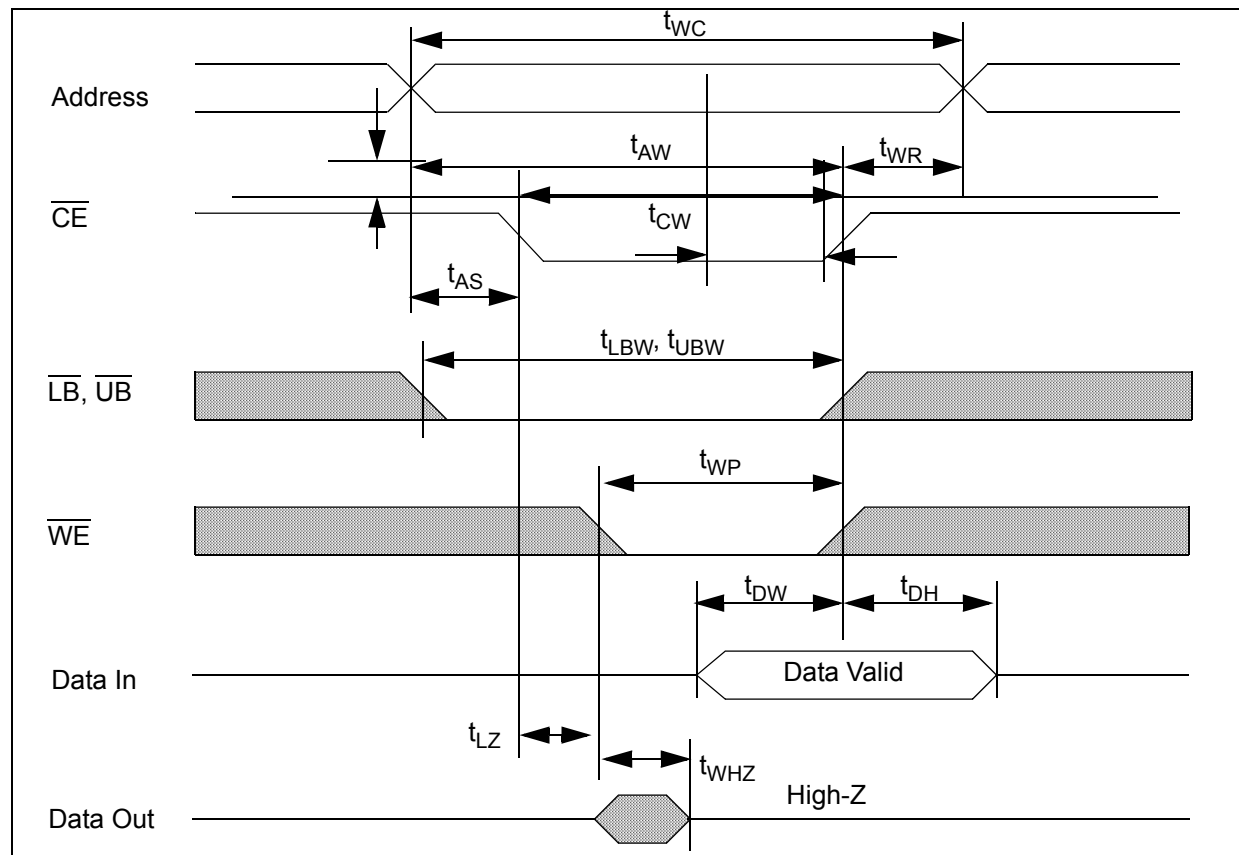 tWC
Address
tAW
tWR
CE
tCW
tAS
tLBW, tUBW
LB, UB
tWP
WE
tDW
tDH
Data In
Data Valid
tLZ
tWHZ
High-Z
Data Out